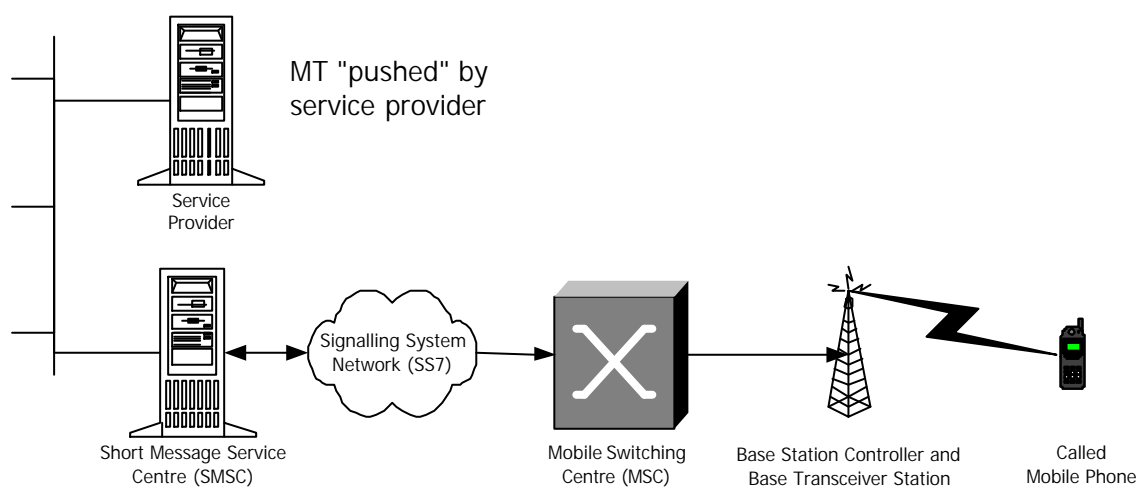 MT "pushed" by
service provider
Service
Provider
Signalling System
Network (SS7)
Short Message Service
Centre (SMSC)
Mobile Switching
Centre (MSC)
Base Station Controller and
Base Transceiver Station
Called
Mobile Phone